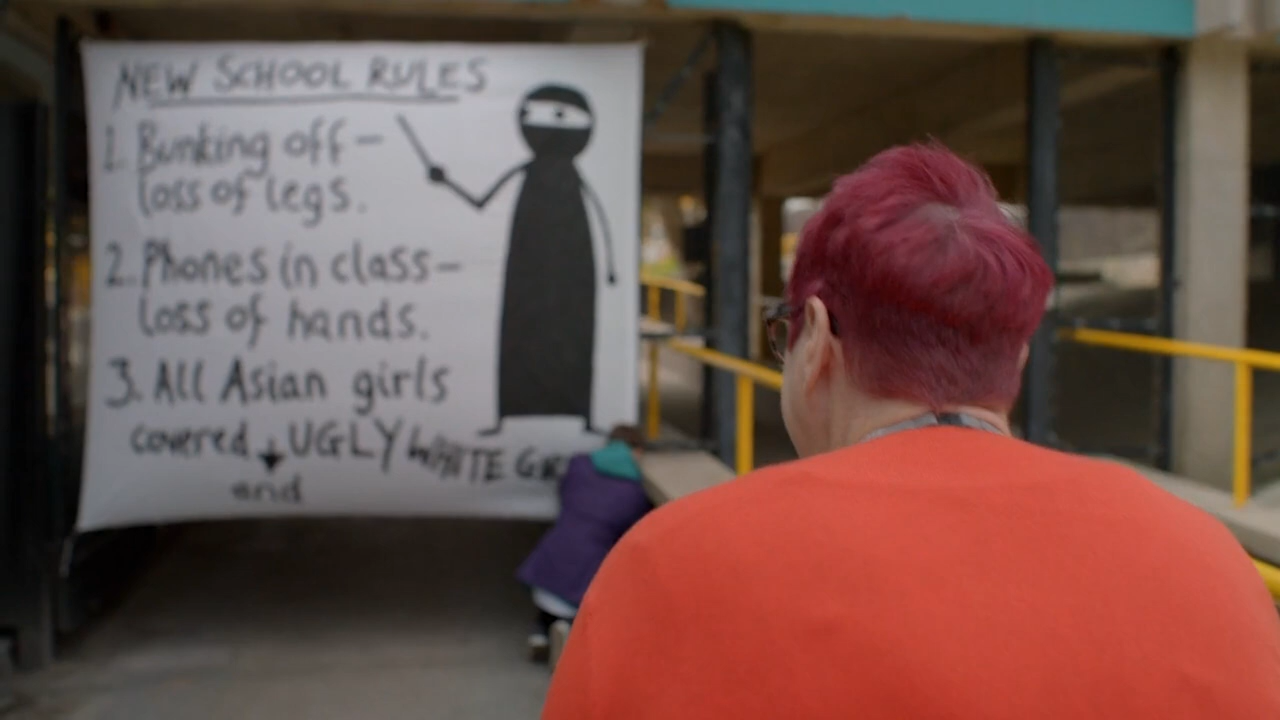 NEW SCHOOL RULES
1. Bunking off –
loss of legs.
2. Phones in class –
loss of hands.
3. All Asian girls
covered + UGLY WHITE
and